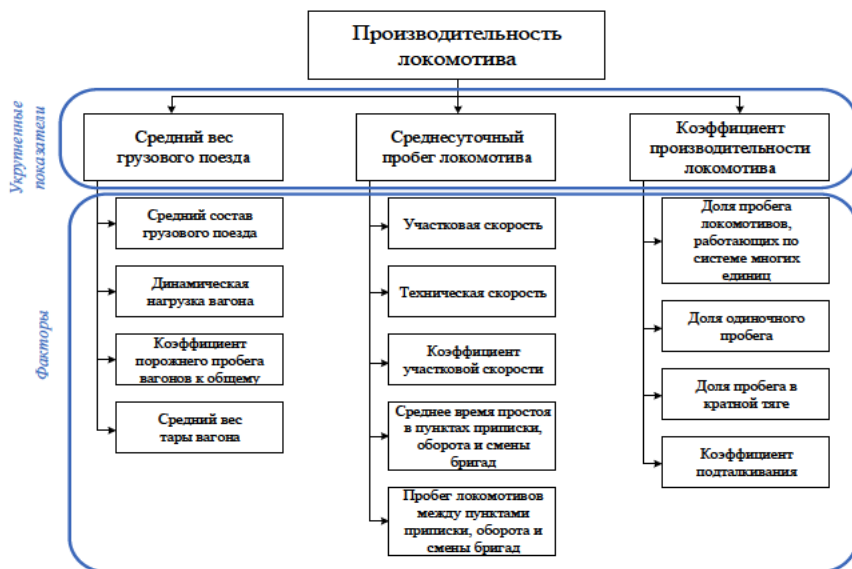 Производительность
локомотива
Укрупненные
показатели
Средний вес
грузового поезда
Среднесуточный
пробег локомотива
Коэффициент
производительности
локомотива
Факторы
Средний состав
грузового поезда
Динамическая
нагрузка вагона
Коэффициент
порожнего пробега
вагонов к общему
Средний вес
тары вагона
Участковая скорость
Техническая скорость
Коэффициент
участковой скорости
Среднее время простоя
в пунктах приписки,
оборота и смены
бригад
Пробег локомотивов
между пунктами
приписки, оборота и
смены бригад
Доля пробега
локомотивов,
работающих по
системе многих
единиц
Доля одиночного
пробега
Доля пробега в
кратной тяге
Коэффициент
подталкивания